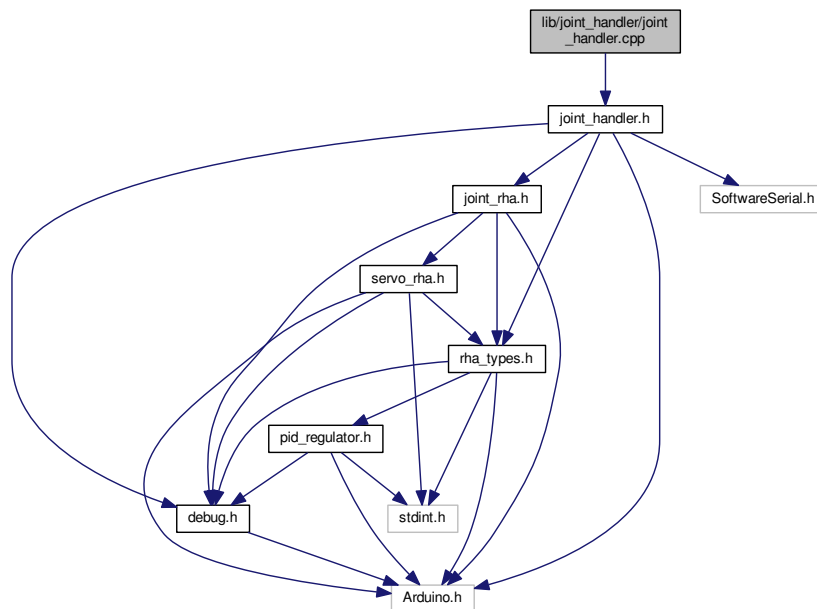 lib/joint_handler/joint
_handler.cpp
joint_handler.h
joint_rha.h
SoftwareSerial.h
servo_rha.h
rha_types.h
pid_regulator.h
debug.h
stdint.h
Arduino.h